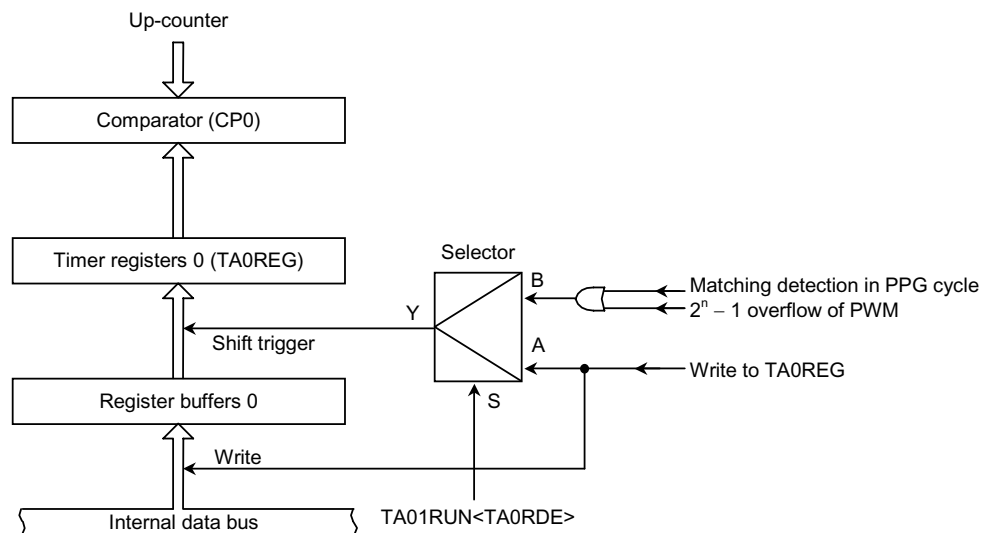 Up-counter
Comparator (CP0)
Timer registers 0 (TA0REG)
Selector
B
Matching detection in PPG cycle
2ⁿ – 1 overflow of PWM
Y
Shift trigger
A
Write to TA0REG
Register buffers 0
S
Write
TA01RUN<TA0RDE>
Internal data bus